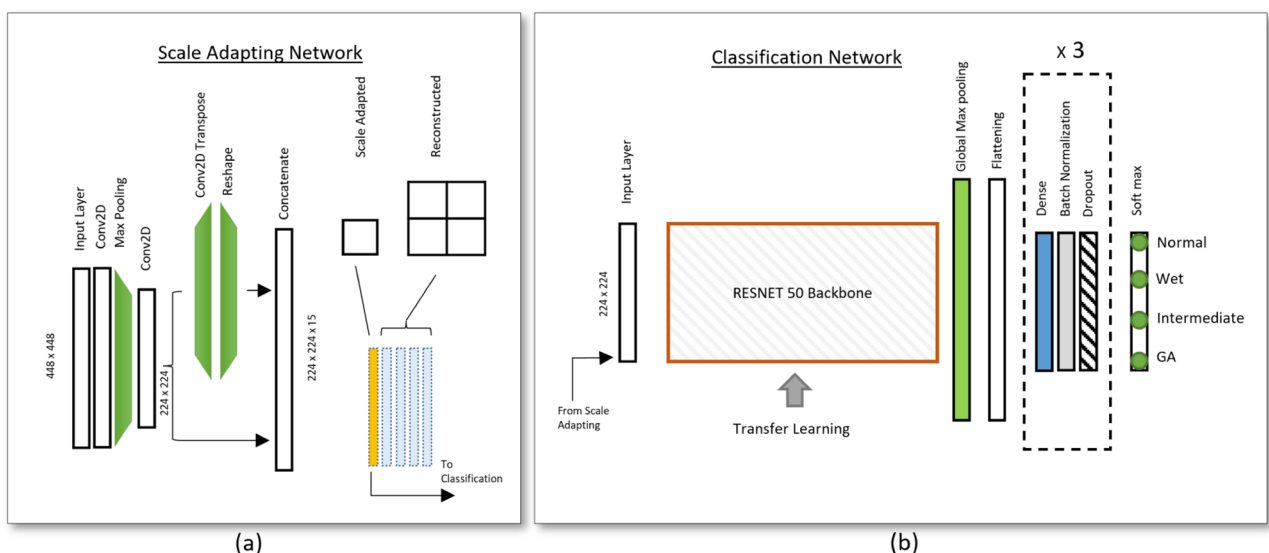 Scale Adapting Network
Input Layer
Conv2D
Max Pooling
Conv2D
Conv2D Transpose
Reshape
Concatenate
Scale Adapted
Reconstructed
448 x 448
224 x 224
224 x 224 x 15
To
Classification
(a)
Classification Network
x 3
Input Layer
224 x 224
From Scale
Adapting
RESNET 50 Backbone
Transfer Learning
Global Max pooling
Flattening
Dense
Batch Normalization
Dropout
Soft max
Normal
Wet
Intermediate
GA
(b)